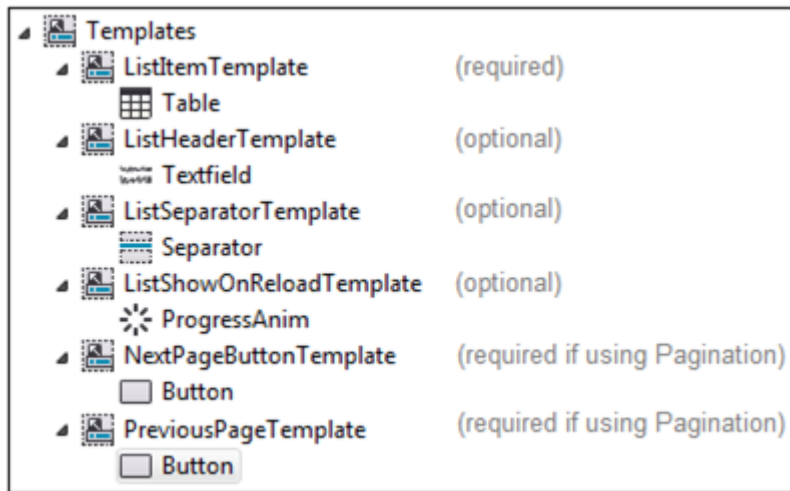 Templates
ListItemTemplate (required)
Table
ListHeaderTemplate (optional)
Textfield
ListSeparatorTemplate (optional)
Separator
ListShowOnReloadTemplate (optional)
ProgressAnim
NextPageButtonTemplate (required if using Pagination)
Button
PreviousPageTemplate (required if using Pagination)
Button